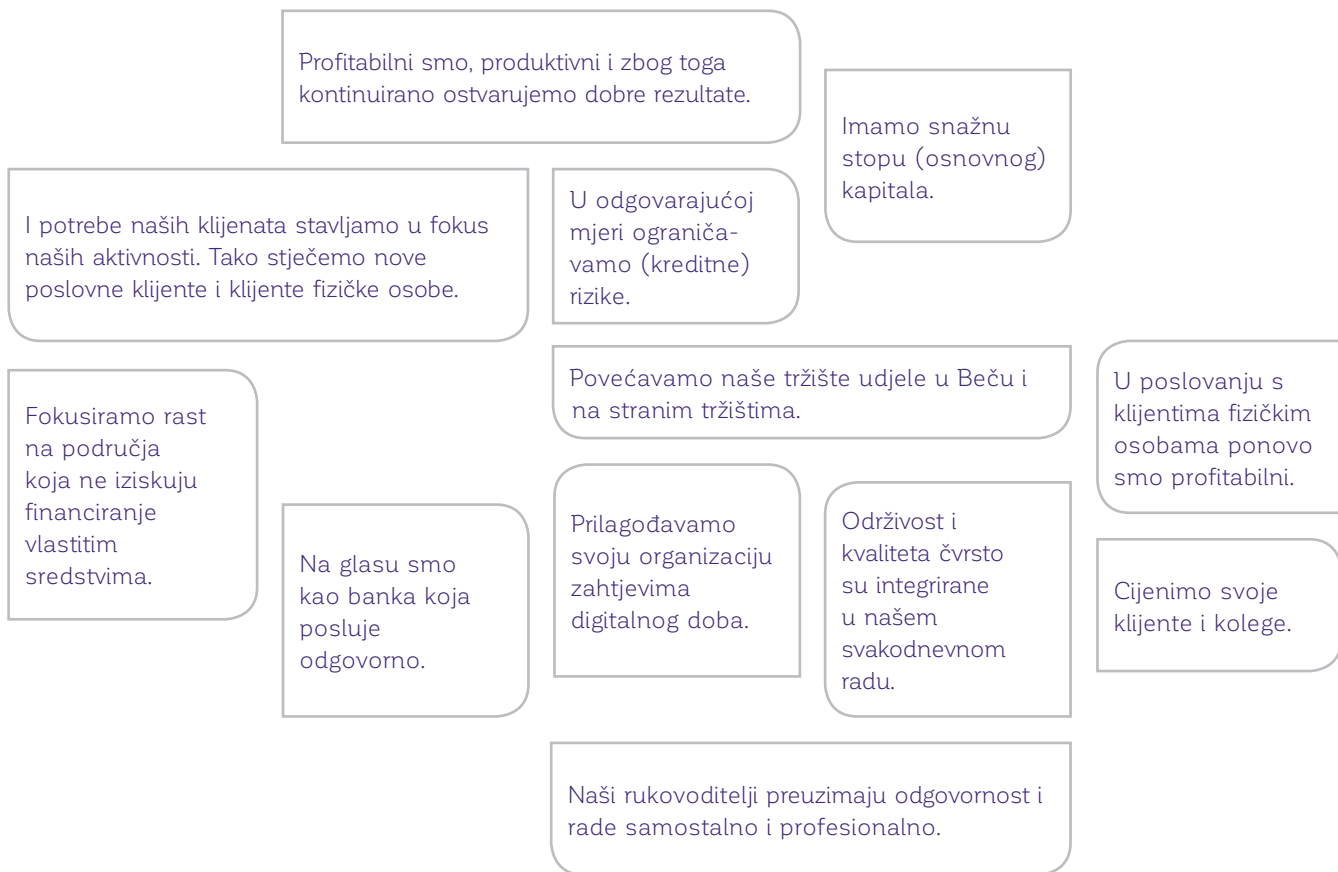 Profitabilni smo, produktivni i zbog toga
kontinuirano ostvarujemo dobre rezultate.
Imamo snažnu
stopu (osnovnog)
kapitala.
I potrebe naših klijenata stavljamo u fokus
naših aktivnosti. Tako stječemo nove
poslovne klijente i klijente fizičke osobe.
U odgovarajućoj
mjeri ograniča-
vamo (kreditne)
rizike.
Povećavamo naše tržište udjele u Beču i
na stranim tržištima.
U poslovanju s
klijentima fizičkim
osobama ponovo
smo profitabilni.
Fokusiramo rast
na područja
koja ne iziskuju
financiranje
vlastitim
sredstvima.
Na glasu smo
kao banka koja
posluje
odgovorno.
Prilagođavamo
svoju organizaciju
zahtjevima
digitalnog doba.
Održivost i
kvaliteta čvrsto
su integrirane
u našem
svakodnevnom
radu.
Cijenimo svoje
klijente i kolege.
Naši rukovoditelji preuzimaju odgovornost i
rade samostalno i profesionalno.